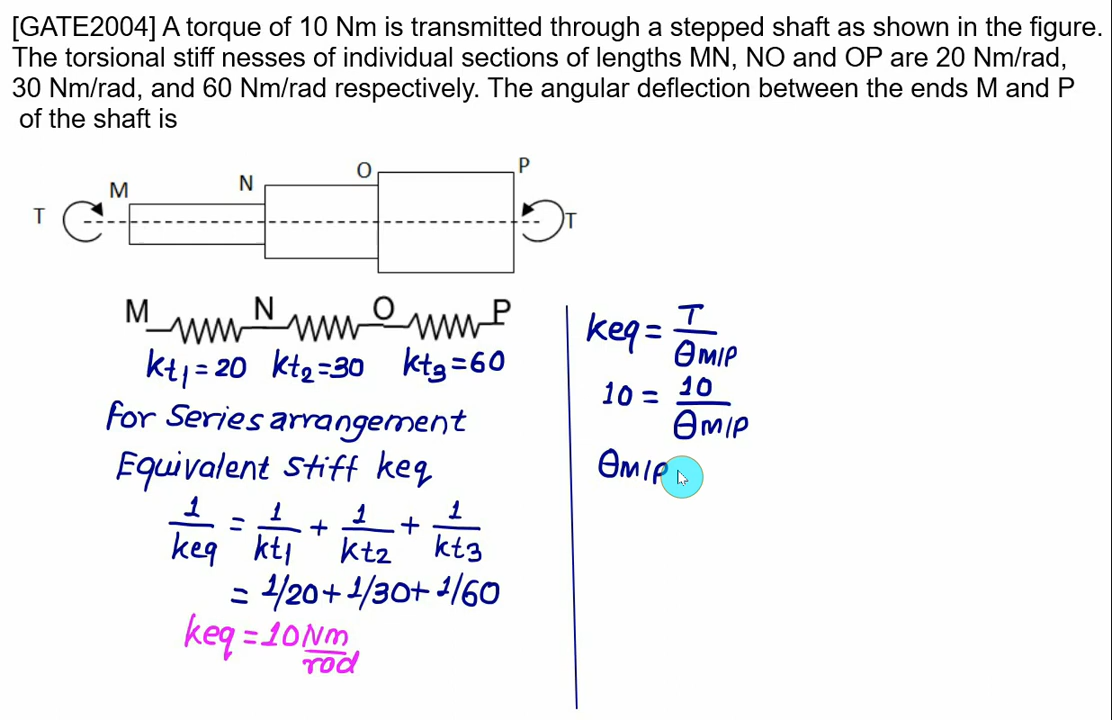 [GATE2004] A torque of 10 Nm is transmitted through a stepped shaft as shown in the figure.
The torsional stiff nesses of individual sections of lengths MN, NO and OP are 20 Nm/rad,
30 Nm/rad, and 60 Nm/rad respectively. The angular deflection between the ends M and P
of the shaft is
T M N O P T
M N O P
kt1 = 20 kt2 = 30 kt3 = 60
for Series arrangement
Equivalent stiff keq
1/keq = 1/kt1 + 1/kt2 + 1/kt3
= 1/20 + 1/30 + 1/60
keq = 10 Nm/rad
keq = T/θM/P
10 = 10/θM/P
θM/P